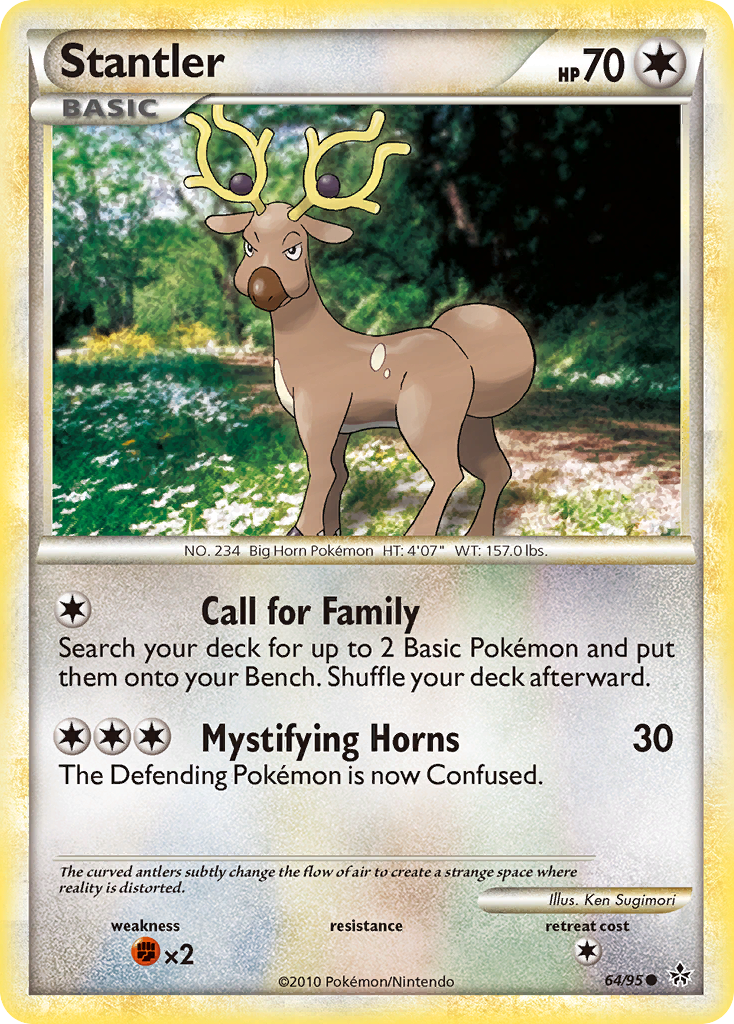 Stantler
HP 70
BASIC
NO. 234 Big Horn Pokémon HT: 4'07" WT: 157.0 lbs.
Call for Family
Search your deck for up to 2 Basic Pokémon and put
them onto your Bench. Shuffle your deck afterward.
Mystifying Horns 30
The Defending Pokémon is now Confused.
The curved antlers subtly change the flow of air to create a strange space where
reality is distorted.
Illus. Ken Sugimori
weakness resistance retreat cost
×2
©2010 Pokémon/Nintendo
64/95